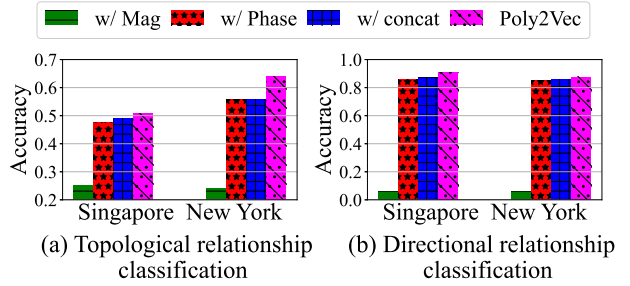 w/ Mag w/ Phase w/ concat Poly2Vec
Accuracy
0.7
0.6
0.5
0.4
0.3
0.2
Singapore New York
(a) Topological relationship
classification
Accuracy
1.0
0.8
0.6
0.4
0.2
0.0
Singapore New York
(b) Directional relationship
classification